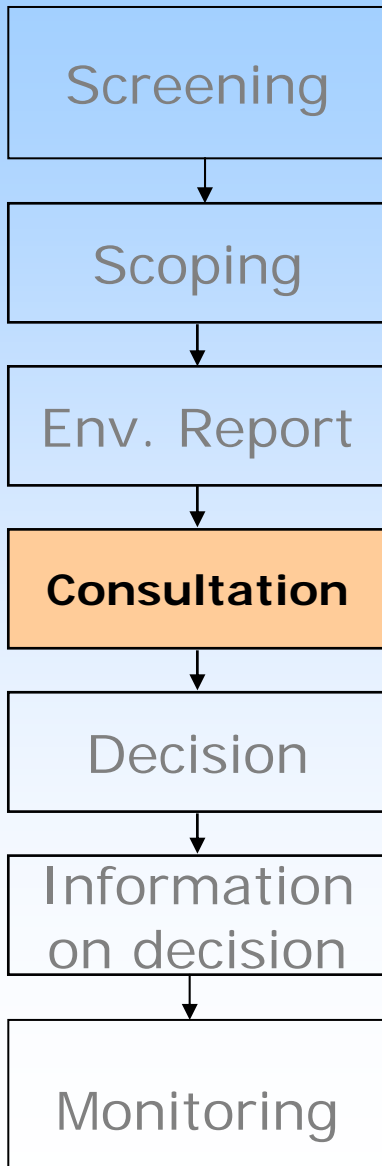 Screening
Scoping
Env. Report
Consultation
Decision
Information
on decision
Monitoring